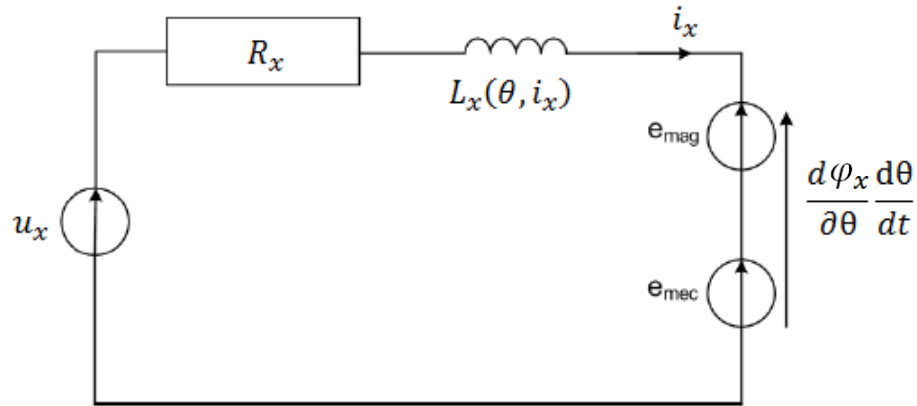 R_x
i_x
L_x(θ, i_x)
e_mag
dφ_x dθ
∂θ dt
u_x
e_mec